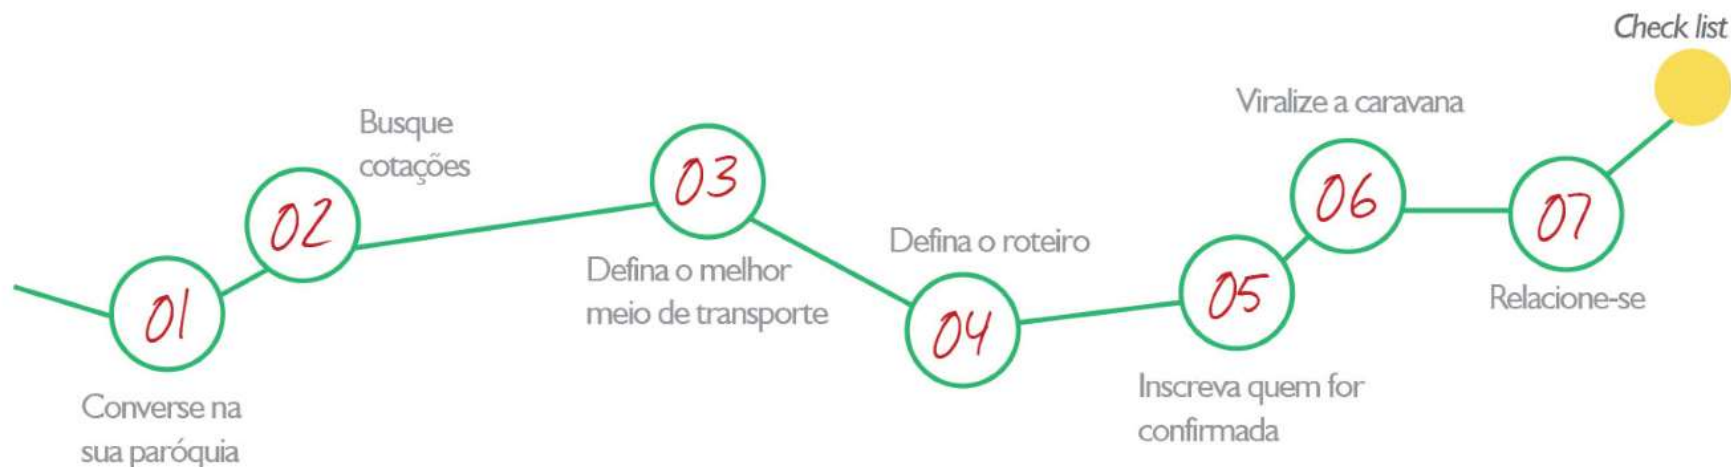 01
Converse na
sua paróquia
02
Busque
cotações
03
Defina o melhor
meio de transporte
04
Defina o roteiro
05
Inscreva quem for
confirmada
06
Viralize a caravana
07
Relacione-se
Check list